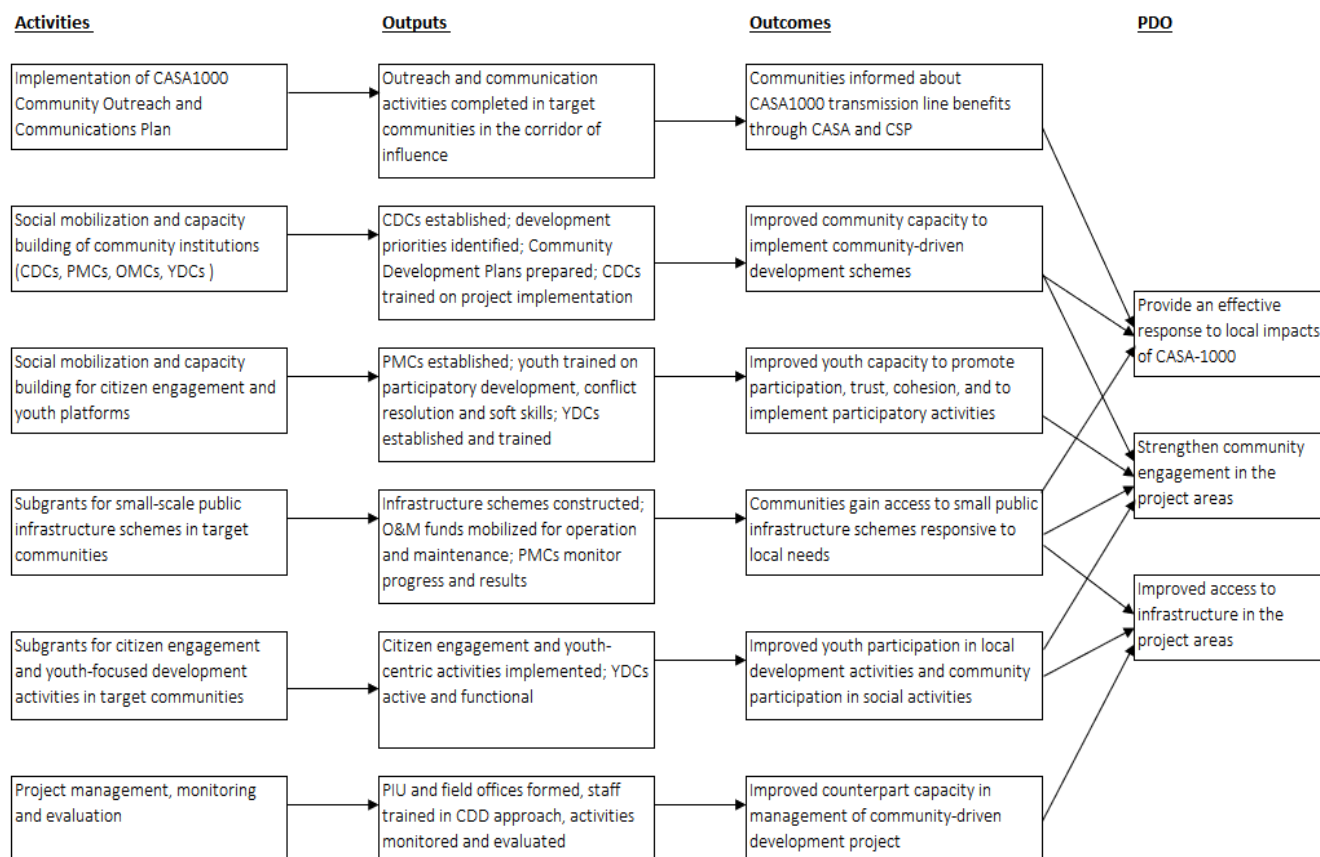 Activities
Outputs
Outcomes
PDO
Implementation of CASA1000
Community Outreach and
Communications Plan
Outreach and communication
activities completed in target
communities in the corridor of
influence
Communities informed about
CASA1000 transmission line benefits
through CASA and CSP
Social mobilization and capacity
building of community institutions
(CDCs, PMCs, OMCs, YDCs )
CDCs established; development
priorities identified; Community
Development Plans prepared; CDCs
trained on project implementation
Improved community capacity to
implement community-driven
development schemes
Provide an effective
response to local impacts
of CASA-1000
Social mobilization and capacity
building for citizen engagement and
youth platforms
PMCs established; youth trained on
participatory development, conflict
resolution and soft skills; YDCs
established and trained
Improved youth capacity to promote
participation, trust, cohesion, and to
implement participatory activities
Strengthen community
engagement in the
project areas
Subgrants for small-scale public
infrastructure schemes in target
communities
Infrastructure schemes constructed;
O&M funds mobilized for operation
and maintenance; PMCs monitor
progress and results
Communities gain access to small public
infrastructure schemes responsive to
local needs
Improved access to
infrastructure in the
project areas
Subgrants for citizen engagement
and youth-focused development
activities in target communities
Citizen engagement and youth-
centric activities implemented; YDCs
active and functional
Improved youth participation in local
development activities and community
participation in social activities
Project management, monitoring
and evaluation
PIU and field offices formed, staff
trained in CDD approach, activities
monitored and evaluated
Improved counterpart capacity in
management of community-driven
development project